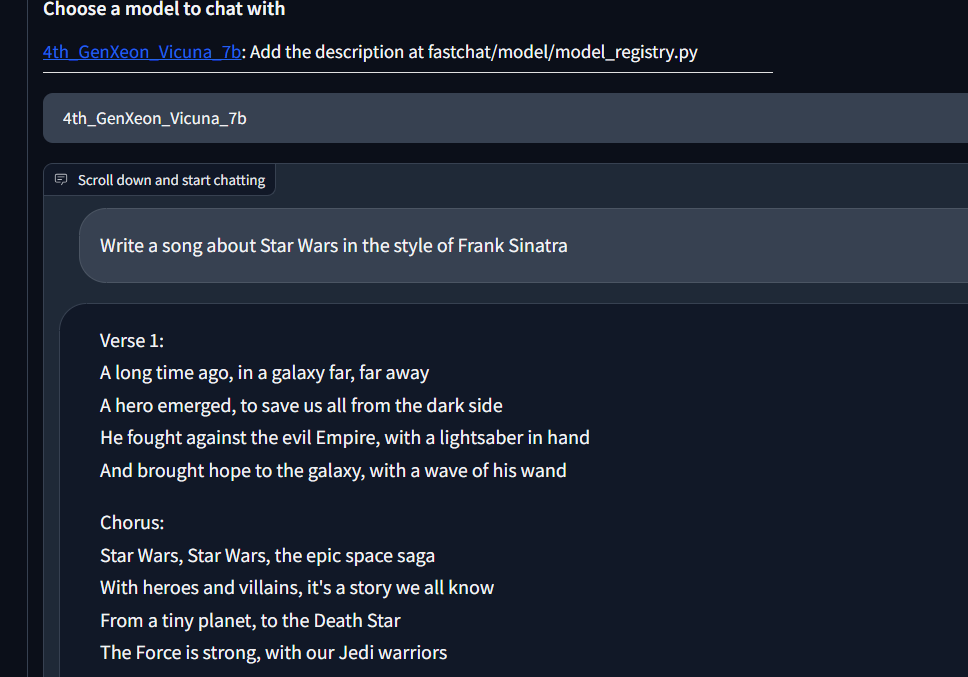 Choose a model to chat with
4th_GenXeon_Vicuna_7b: Add the description at fastchat/model/model_registry.py
4th_GenXeon_Vicuna_7b
Scroll down and start chatting
Write a song about Star Wars in the style of Frank Sinatra
Verse 1:
A long time ago, in a galaxy far, far away
A hero emerged, to save us all from the dark side
He fought against the evil Empire, with a lightsaber in hand
And brought hope to the galaxy, with a wave of his wand
Chorus:
Star Wars, Star Wars, the epic space saga
With heroes and villains, it's a story we all know
From a tiny planet, to the Death Star
The Force is strong, with our Jedi warriors